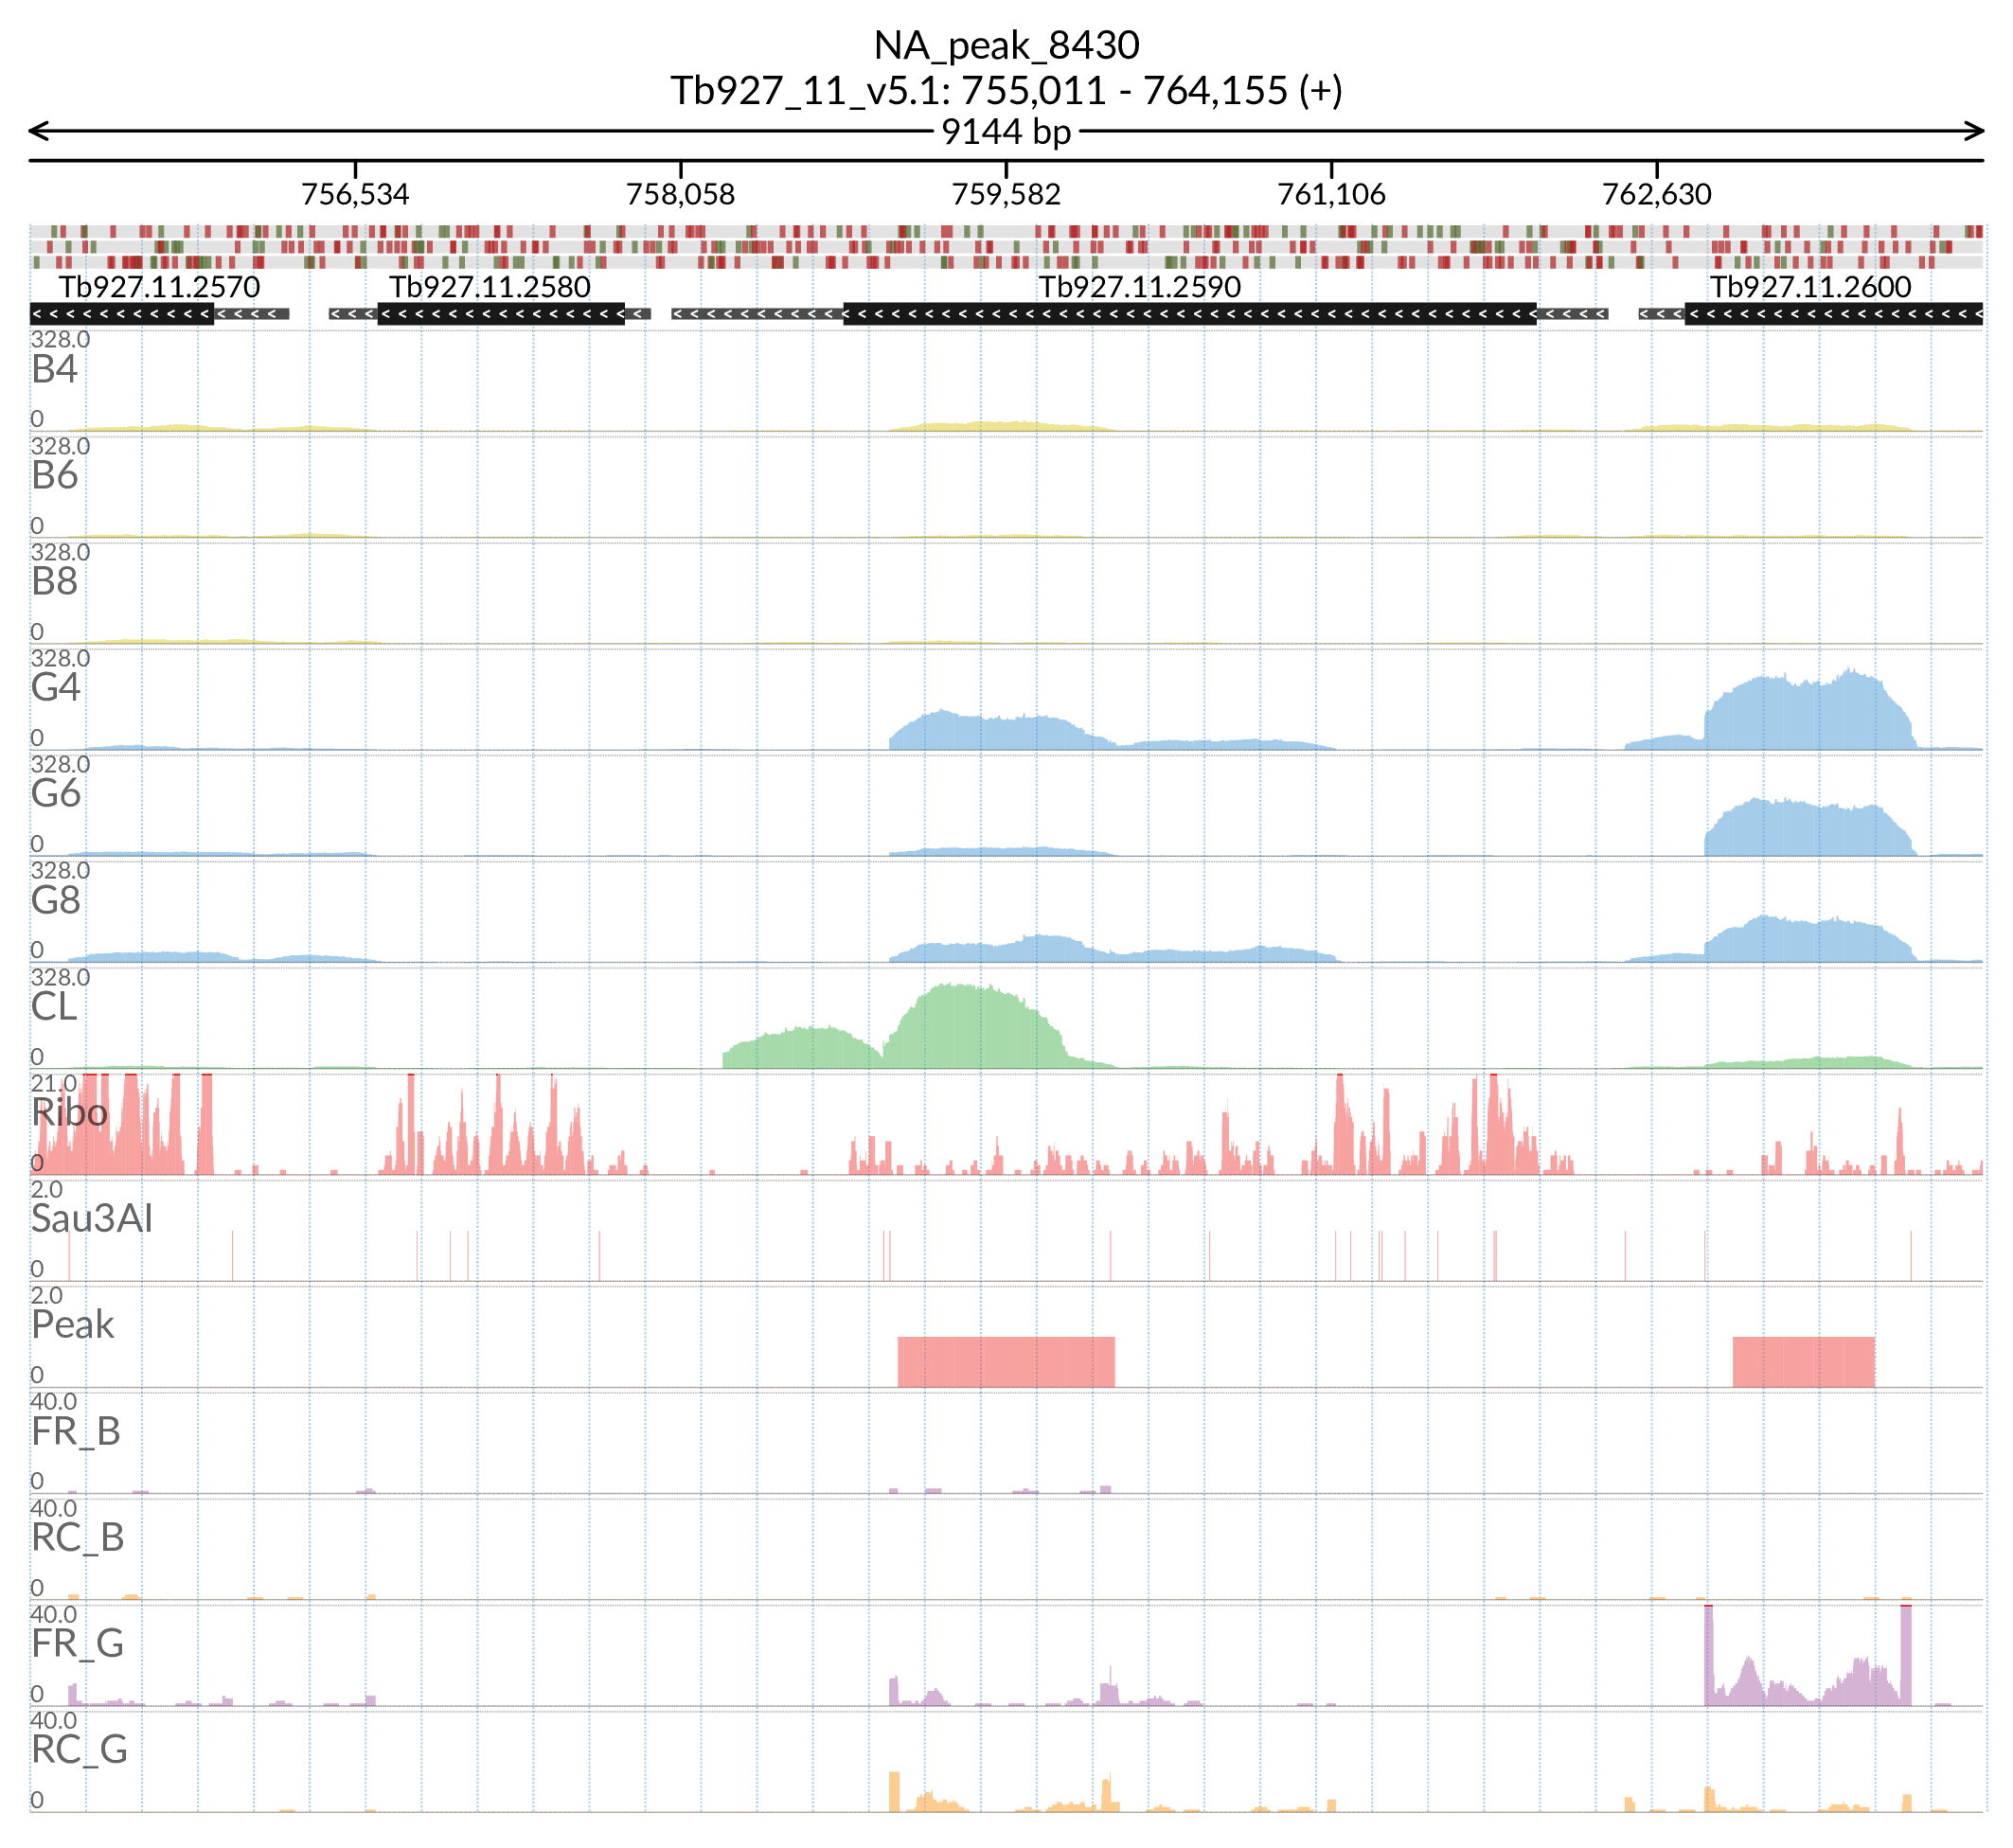 NA_peak_8430
Tb927_11_v5.1: 755,011 - 764,155 (+)
9144 bp
756,534 758,058 759,582 761,106 762,630
Tb927.11.2570 Tb927.11.2580 Tb927.11.2590 Tb927.11.2600
328.0
B4
0
328.0
B6
0
328.0
B8
0
328.0
G4
0
328.0
G6
0
328.0
G8
0
328.0
CL
0
21.0
Ribo
0
2.0
Sau3AI
0
2.0
Peak
0
40.0
FR_B
0
40.0
RC_B
0
40.0
FR_G
0
40.0
RC_G
0